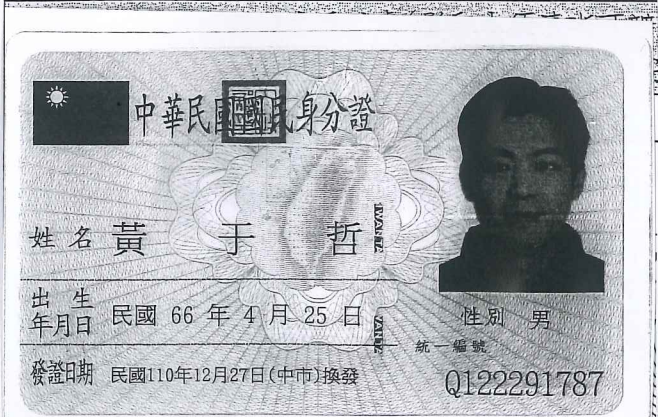 中華民國國民身分證
姓名 黃于哲
出生年月日 民國 66 年 4 月 25 日
性別 男
發證日期 民國110年12月27日(中市)換發
統一編號
Q122291787